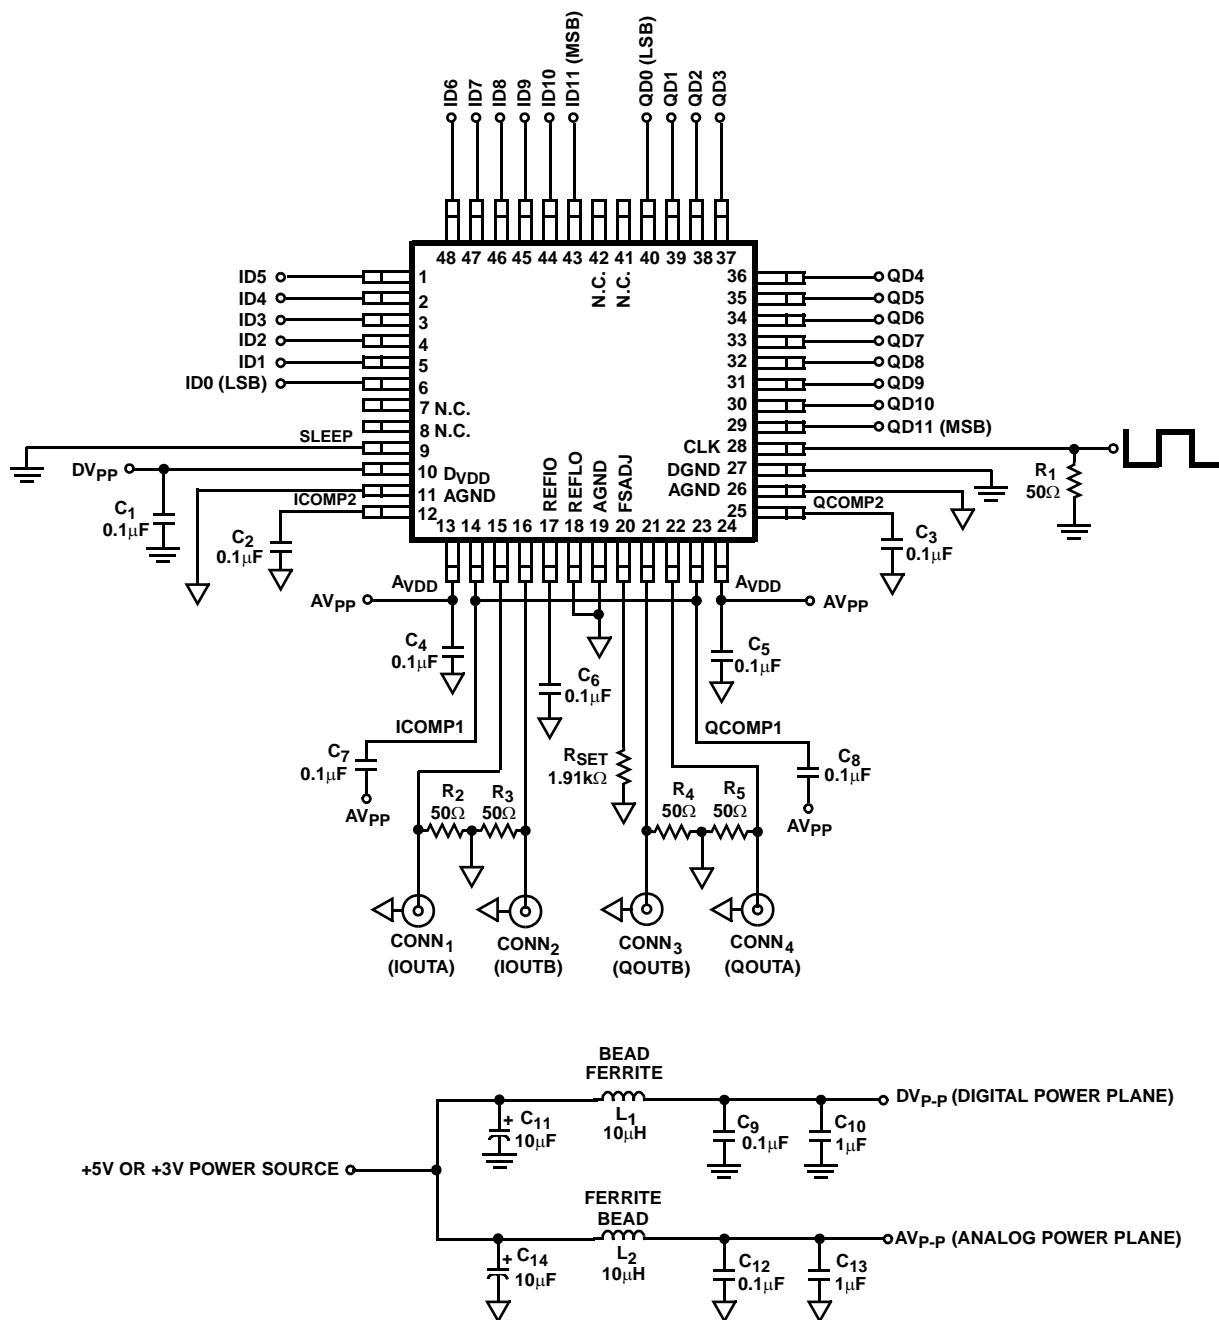 ID6
ID7
ID8
ID9
ID10
ID11 (MSB)
QD0 (LSB)
QD1
QD2
QD3
48 47 46 45 44 43 42 41 40 39 38 37
N.C.
N.C.
ID5
ID4
ID3
ID2
ID1
ID0 (LSB)
1
2
3
4
5
6
7 N.C.
8 N.C.
SLEEP
9
DVPP
10 DVDD
11 AGND
ICOMP2
12
C1
0.1μF
C2
0.1μF
36
35
34
33
32
31
30
29
QD4
QD5
QD6
QD7
QD8
QD9
QD10
QD11 (MSB)
CLK 28
DGND 27
AGND 26
25
QCOMP2
R1
50Ω
C3
0.1μF
REFIO
REFLO
AGND
FSADJ
13 14 15 16 17 18 19 20 21 22 23 24
AVDD
AVDD
AVPP
AVPP
C4
0.1μF
C5
0.1μF
C6
0.1μF
ICOMP1
QCOMP1
C7
0.1μF
AVPP
RSET
1.91kΩ
C8
0.1μF
AVPP
R2
50Ω
R3
50Ω
R4
50Ω
R5
50Ω
CONN1
(IOUTA)
CONN2
(IOUTB)
CONN3
(QOUTB)
CONN4
(QOUTA)
BEAD
FERRITE
L1
10μH
+ C11
10μF
C9
0.1μF
C10
1μF
DVP-P (DIGITAL POWER PLANE)
+5V OR +3V POWER SOURCE
FERRITE
BEAD
L2
10μH
+ C14
10μF
C12
0.1μF
C13
1μF
AVP-P (ANALOG POWER PLANE)